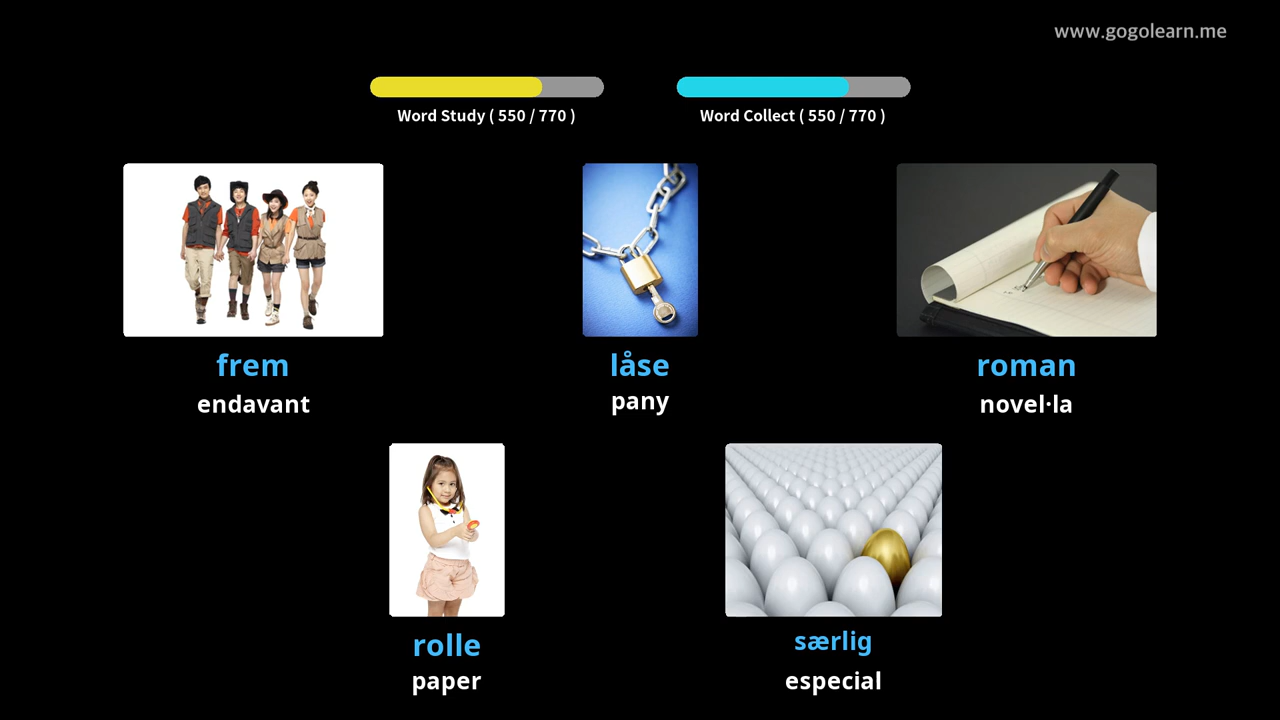 www.gogolearn.me
Word Study ( 550 / 770 )
Word Collect ( 550 / 770 )
frem
endavant
låse
pany
roman
novel·la
rolle
paper
særlig
especial